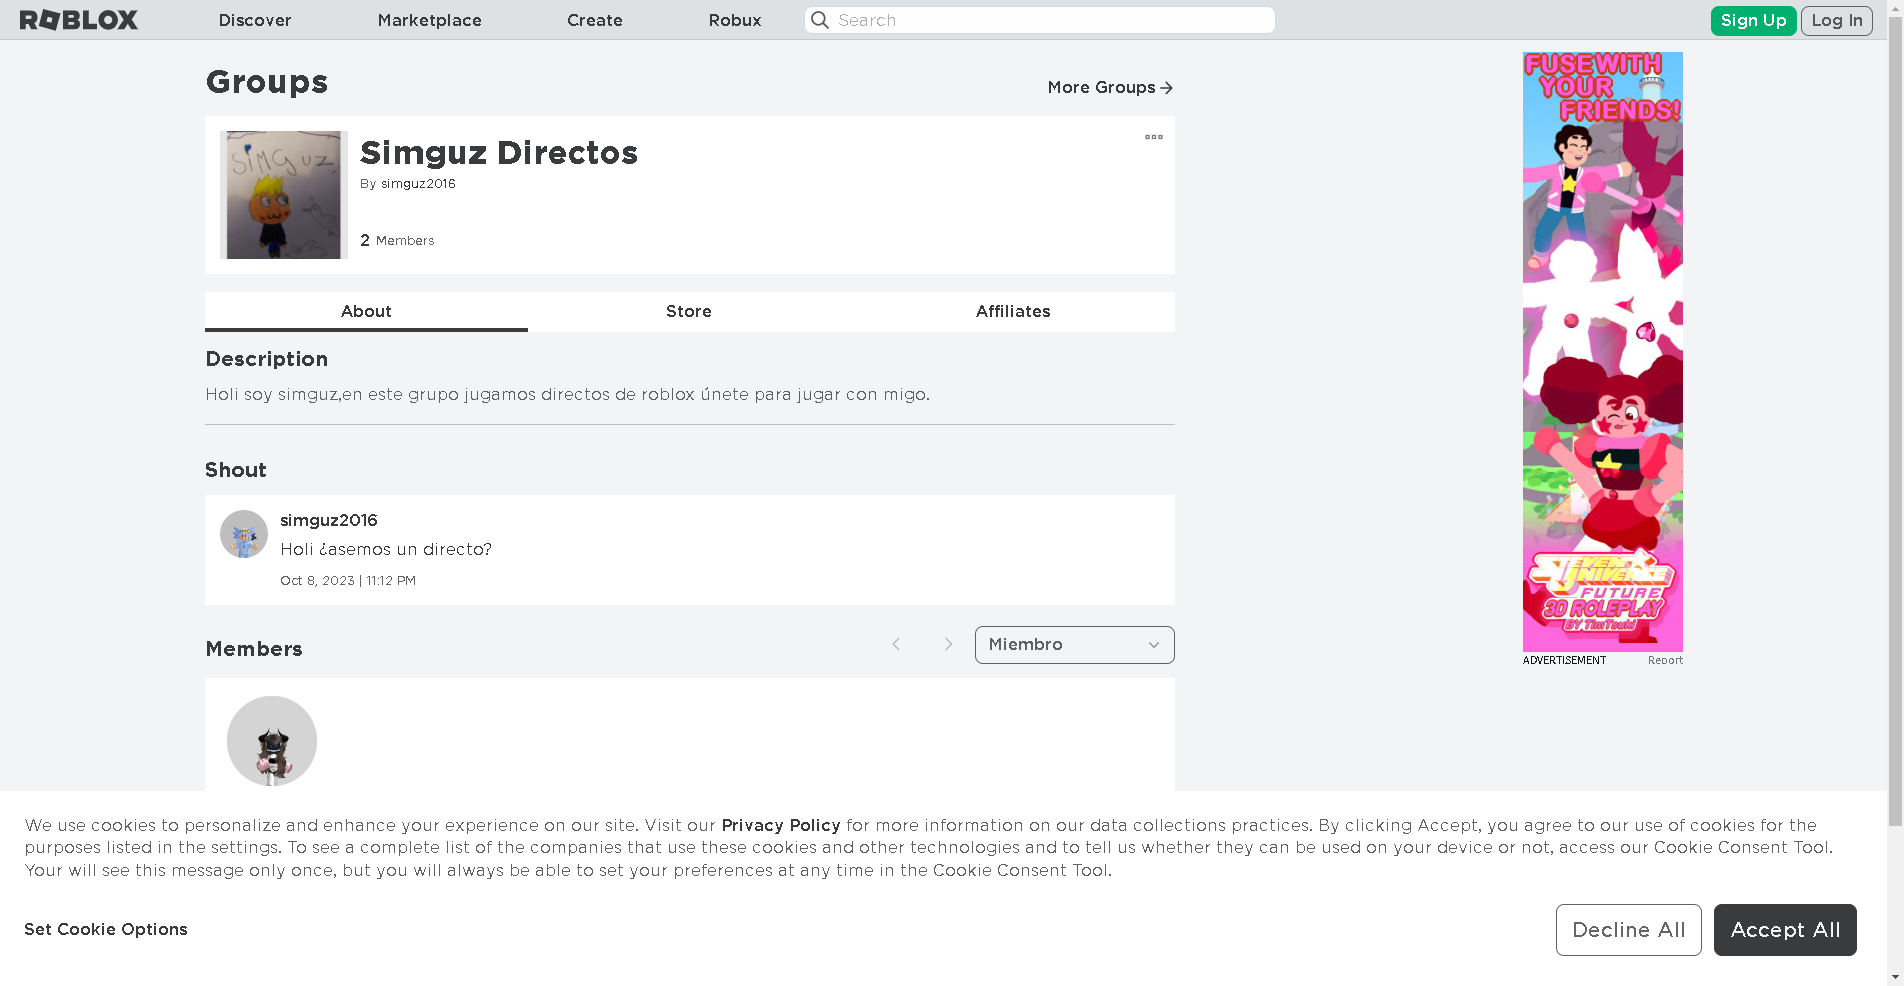 ROBLOX
Discover
Marketplace
Create
Robux
Search
Sign Up
Log In
Groups
More Groups
simguz
Simguz Directos
By simguz2016
2 Members
About
Store
Affiliates
Description
Holi soy simguz,en este grupo jugamos directos de roblox únete para jugar con migo.
Shout
simguz2016
Holi ¿asemos un directo?
Oct 8, 2023 | 11:12 PM
Members
Miembro
FUSE WITH
YOUR
FRIENDS!
STEVEN
UNIVERSE
FUTURE
3D ROLEPLAY
BY TimTsuki
ADVERTISEMENT
Report
We use cookies to personalize and enhance your experience on our site. Visit our Privacy Policy for more information on our data collections practices. By clicking Accept, you agree to our use of cookies for the
purposes listed in the settings. To see a complete list of the companies that use these cookies and other technologies and to tell us whether they can be used on your device or not, access our Cookie Consent Tool.
Your will see this message only once, but you will always be able to set your preferences at any time in the Cookie Consent Tool.
Set Cookie Options
Decline All
Accept All